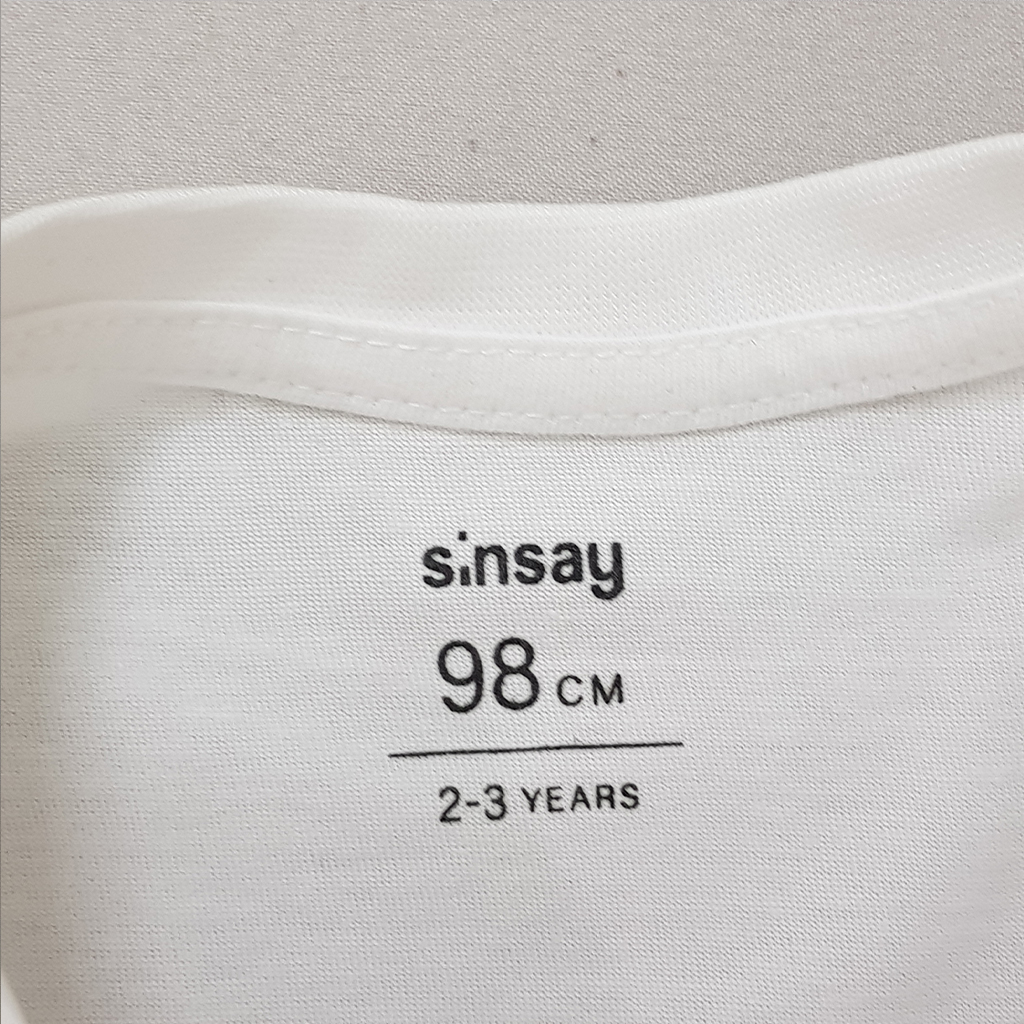 sinsay
98 CM
2-3 YEARS